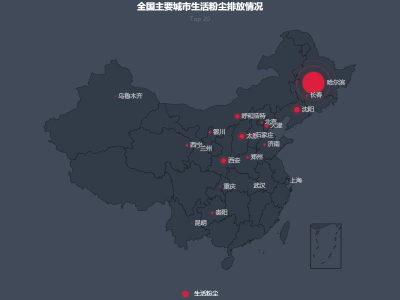 全国主要城市生活粉尘排放情况
Top 20
哈尔滨
长春
乌鲁木齐
沈阳
呼和浩特
北京
天津
银川
太原
石家庄
西宁
兰州
济南
西安
郑州
重庆
武汉
上海
贵阳
昆明
生活粉尘